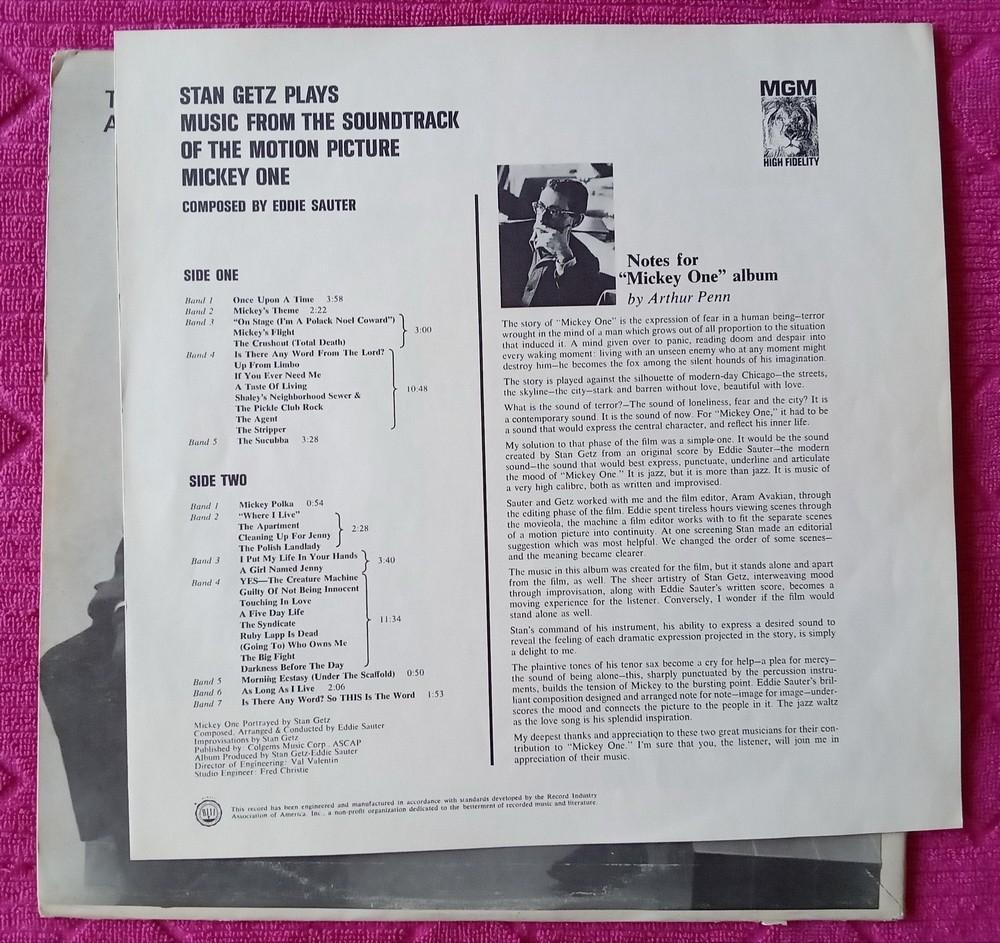 T
A
STAN GETZ PLAYS
MUSIC FROM THE SOUNDTRACK
OF THE MOTION PICTURE
MICKEY ONE
COMPOSED BY EDDIE SAUTER
MGM
HIGH FIDELITY
SIDE ONE
Band 1 Once Upon A Time 3:58
Band 2 Mickey's Theme 2:22
Band 3 "On Stage (I'm A Polack Noel Coward")
Mickey's Flight 3:00
The Crushout (Total Death)
Band 4 Is There Any Word From The Lord?
Up From Limbo
If You Ever Need Me
A Taste Of Living 10:48
Shaley's Neighborhood Sewer &
The Pickle Club Rock
The Agent
The Stripper
Band 5 The Succubba 3:28
SIDE TWO
Band 1 Mickey Polka 0:54
Band 2 "Where I Live"
The Apartment 2:28
Cleaning Up For Jenny
The Polish Landlady
Band 3 I Put My Life In Your Hands 3:40
A Girl Named Jenny
Band 4 YES—The Creature Machine
Guilty Of Not Being Innocent
Touching In Love
A Five Day Life
The Syndicate 11:34
Ruby Lapp Is Dead
(Going To) Who Owns Me
The Big Fight
Darkness Before The Day
Band 5 Morning Ecstasy (Under The Scaffold) 0:50
Band 6 As Long As I Live 2:06
Band 7 Is There Any Word? So THIS Is The Word 1:53
Mickey One Portrayed by Stan Getz
Composed, Arranged & Conducted by Eddie Sauter
Improvisations by Stan Getz
Published by: Colgems Music Corp., ASCAP
Album Produced by Stan Getz-Eddie Sauter
Director of Engineering: Val Valentin
Studio Engineer: Fred Christie
Notes for
"Mickey One" album
by Arthur Penn
The story of "Mickey One" is the expression of fear in a human being—terror
wrought in the mind of a man which grows out of all proportion to the situation
that induced it. A mind given over to panic, reading doom and despair into
every waking moment: living with an unseen enemy who at any moment might
destroy him—he becomes the fox among the silent hounds of his imagination.
The story is played against the silhouette of modern-day Chicago—the streets,
the skyline—the city—stark and barren without love, beautiful with love.
What is the sound of terror?—The sound of loneliness, fear and the city? It is
a contemporary sound. It is the sound of now. For "Mickey One," it had to be
a sound that would express the central character, and reflect his inner life.
My solution to that phase of the film was a simple one. It would be the sound
created by Stan Getz from an original score by Eddie Sauter—the modern
sound—the sound that would best express, punctuate, underline and articulate
the mood of "Mickey One." It is jazz, but it is more than jazz. It is music of
a very high calibre, both as written and improvised.
Sauter and Getz worked with me and the film editor, Aram Avakian, through
the editing phase of the film. Eddie spent tireless hours viewing scenes through
the movieola, the machine a film editor works with to fit the separate scenes
of a motion picture into continuity. At one screening Stan made an editorial
suggestion which was most helpful. We changed the order of some scenes—
and the meaning became clearer.
The music in this album was created for the film, but it stands alone and apart
from the film, as well. The sheer artistry of Stan Getz, interweaving mood
through improvisation, along with Eddie Sauter's written score, becomes a
moving experience for the listener. Conversely, I wonder if the film would
stand alone as well.
Stan's command of his instrument, his ability to express a desired sound to
reveal the feeling of each dramatic expression projected in the story, is simply
a delight to me.
The plaintive tones of his tenor sax become a cry for help—a plea for mercy—
the sound of being alone—this, sharply punctuated by the percussion instru-
ments, builds the tension of Mickey to the bursting point. Eddie Sauter's bril-
liant composition designed and arranged note for note—image for image—under-
scores the mood and connects the picture to the people in it. The jazz waltz
as the love song is his splendid inspiration.
My deepest thanks and appreciation to these two great musicians for their con-
tribution to "Mickey One." I'm sure that you, the listener, will join me in
appreciation of their music.
This record has been engineered and manufactured in accordance with standards developed by the Record Industry
Association of America, Inc., a non-profit organization dedicated to the betterment of recorded music and literature.